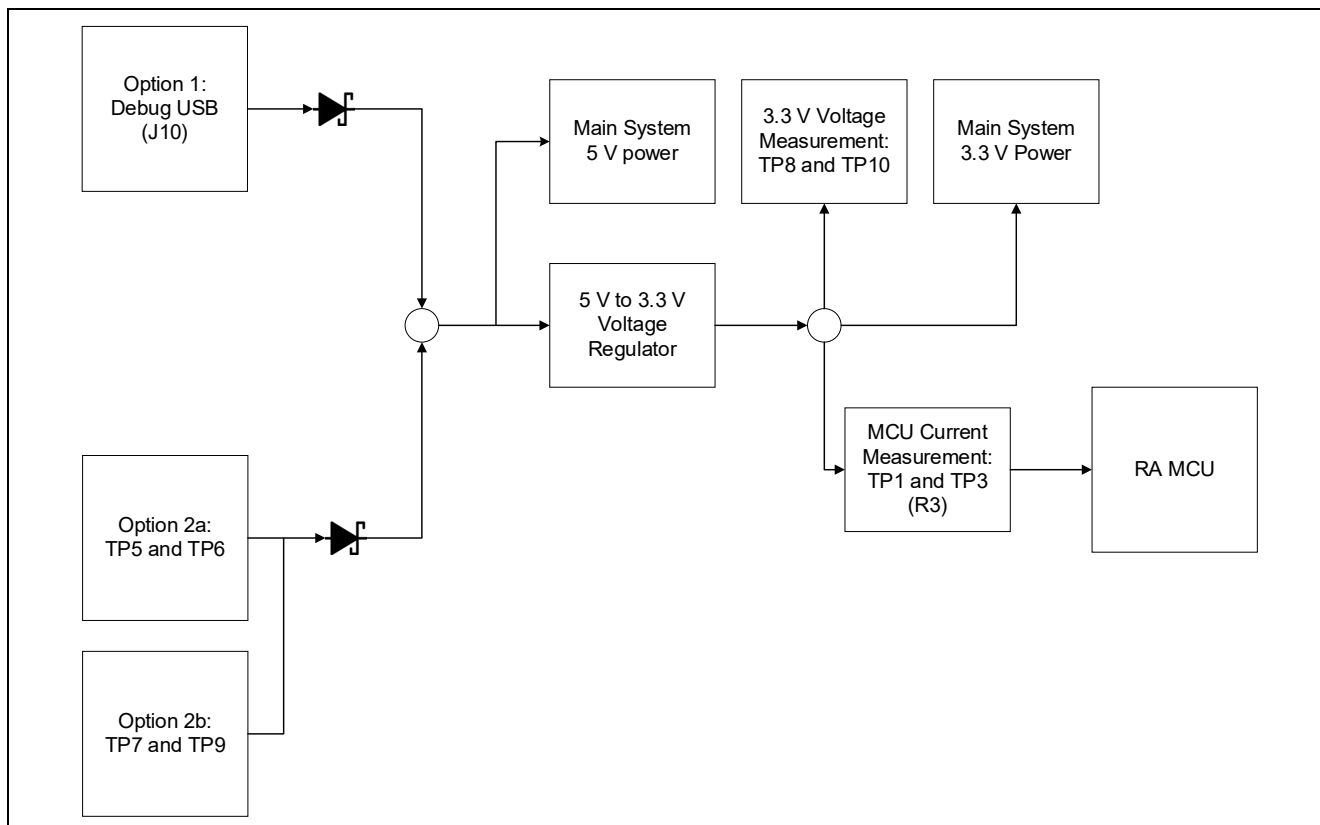 Option 1:
Debug USB
(J10)
Main System
5 V power
3.3 V Voltage
Measurement:
TP8 and TP10
Main System
3.3 V Power
5 V to 3.3 V
Voltage
Regulator
MCU Current
Measurement:
TP1 and TP3
(R3)
RA MCU
Option 2a:
TP5 and TP6
Option 2b:
TP7 and TP9